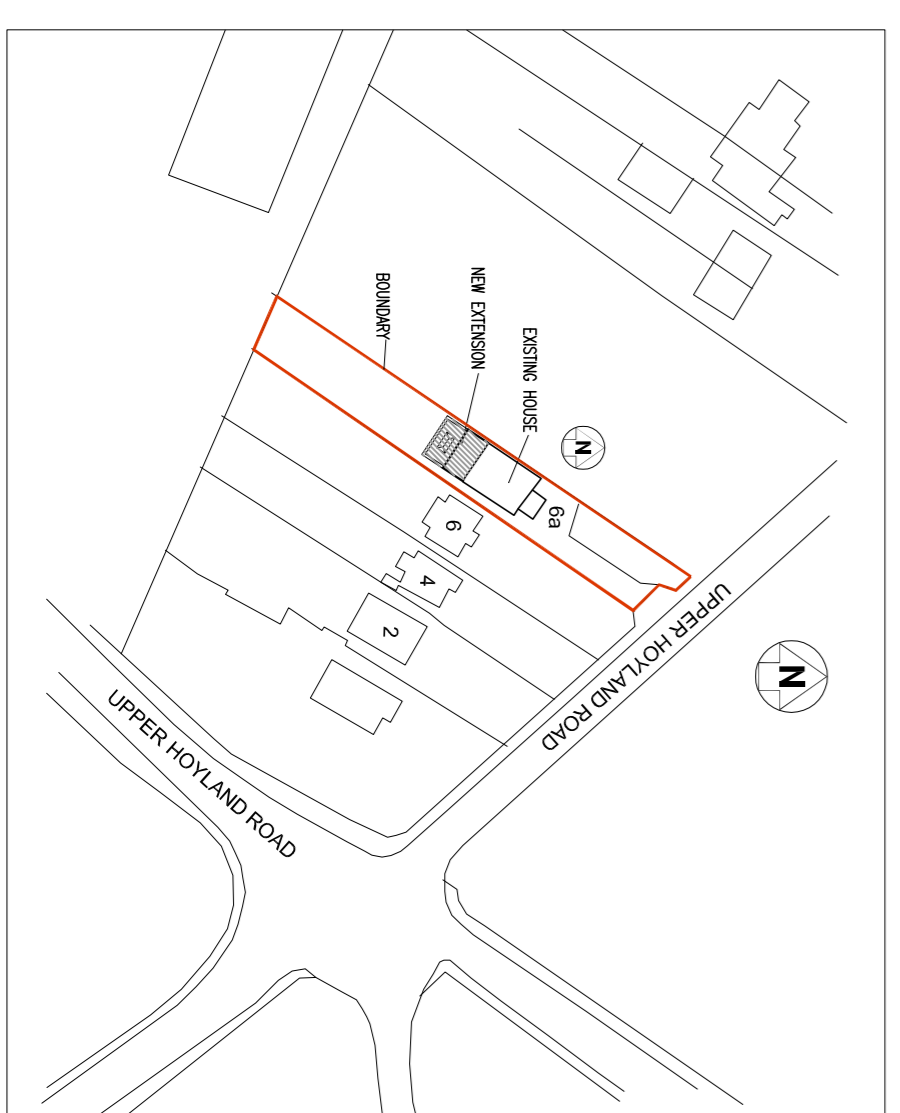 BOUNDARY
NEW EXTENSION
EXISTING HOUSE
N
6a
6
4
2
UPPER HOYLAND ROAD
N
UPPER HOYLAND ROAD